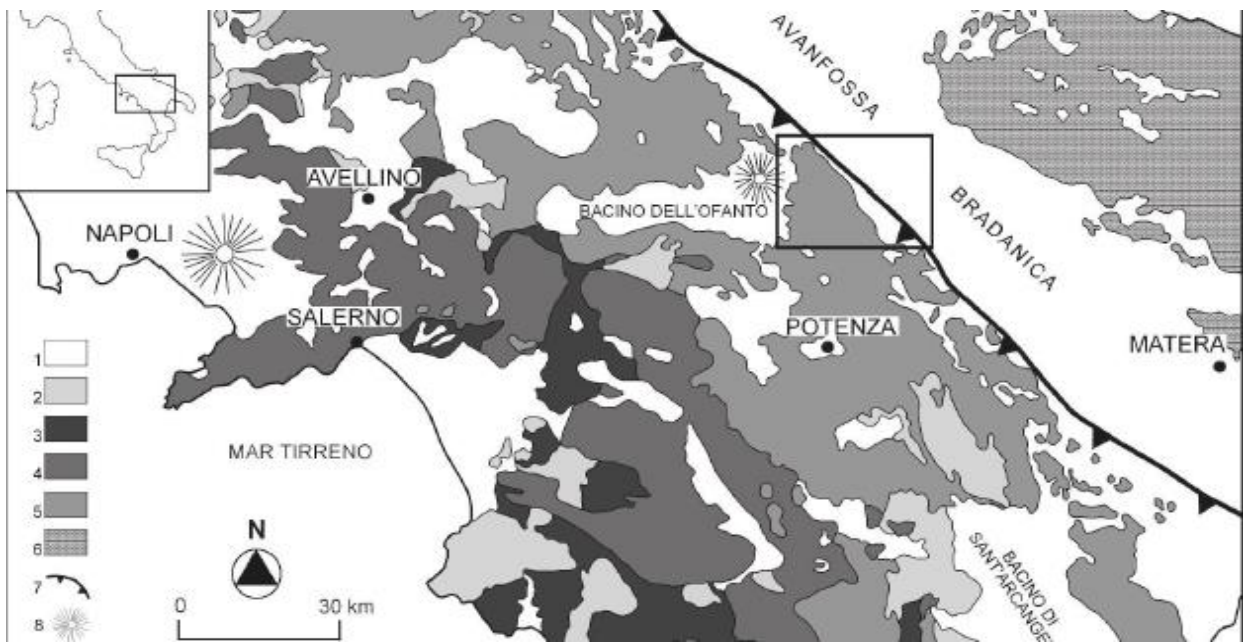 AVANFOSSA
BRADANICA
AVELLINO
BACINO DELL'OFANTO
NAPOLI
SALERNO
POTENZA
MATERA
1
2
3
4
5
6
7
8
MAR TIRRENO
N
0 30 km
BACINO DI
SANT'ARCANGEL